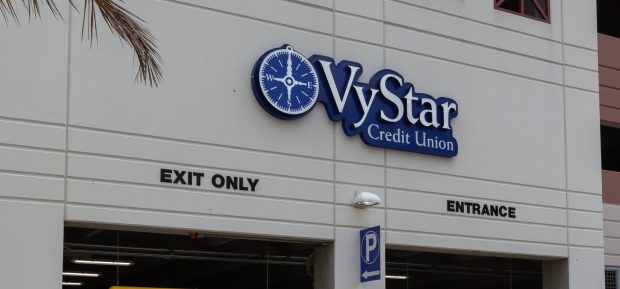 W E
VyStar
Credit Union
EXIT ONLY
ENTRANCE
P